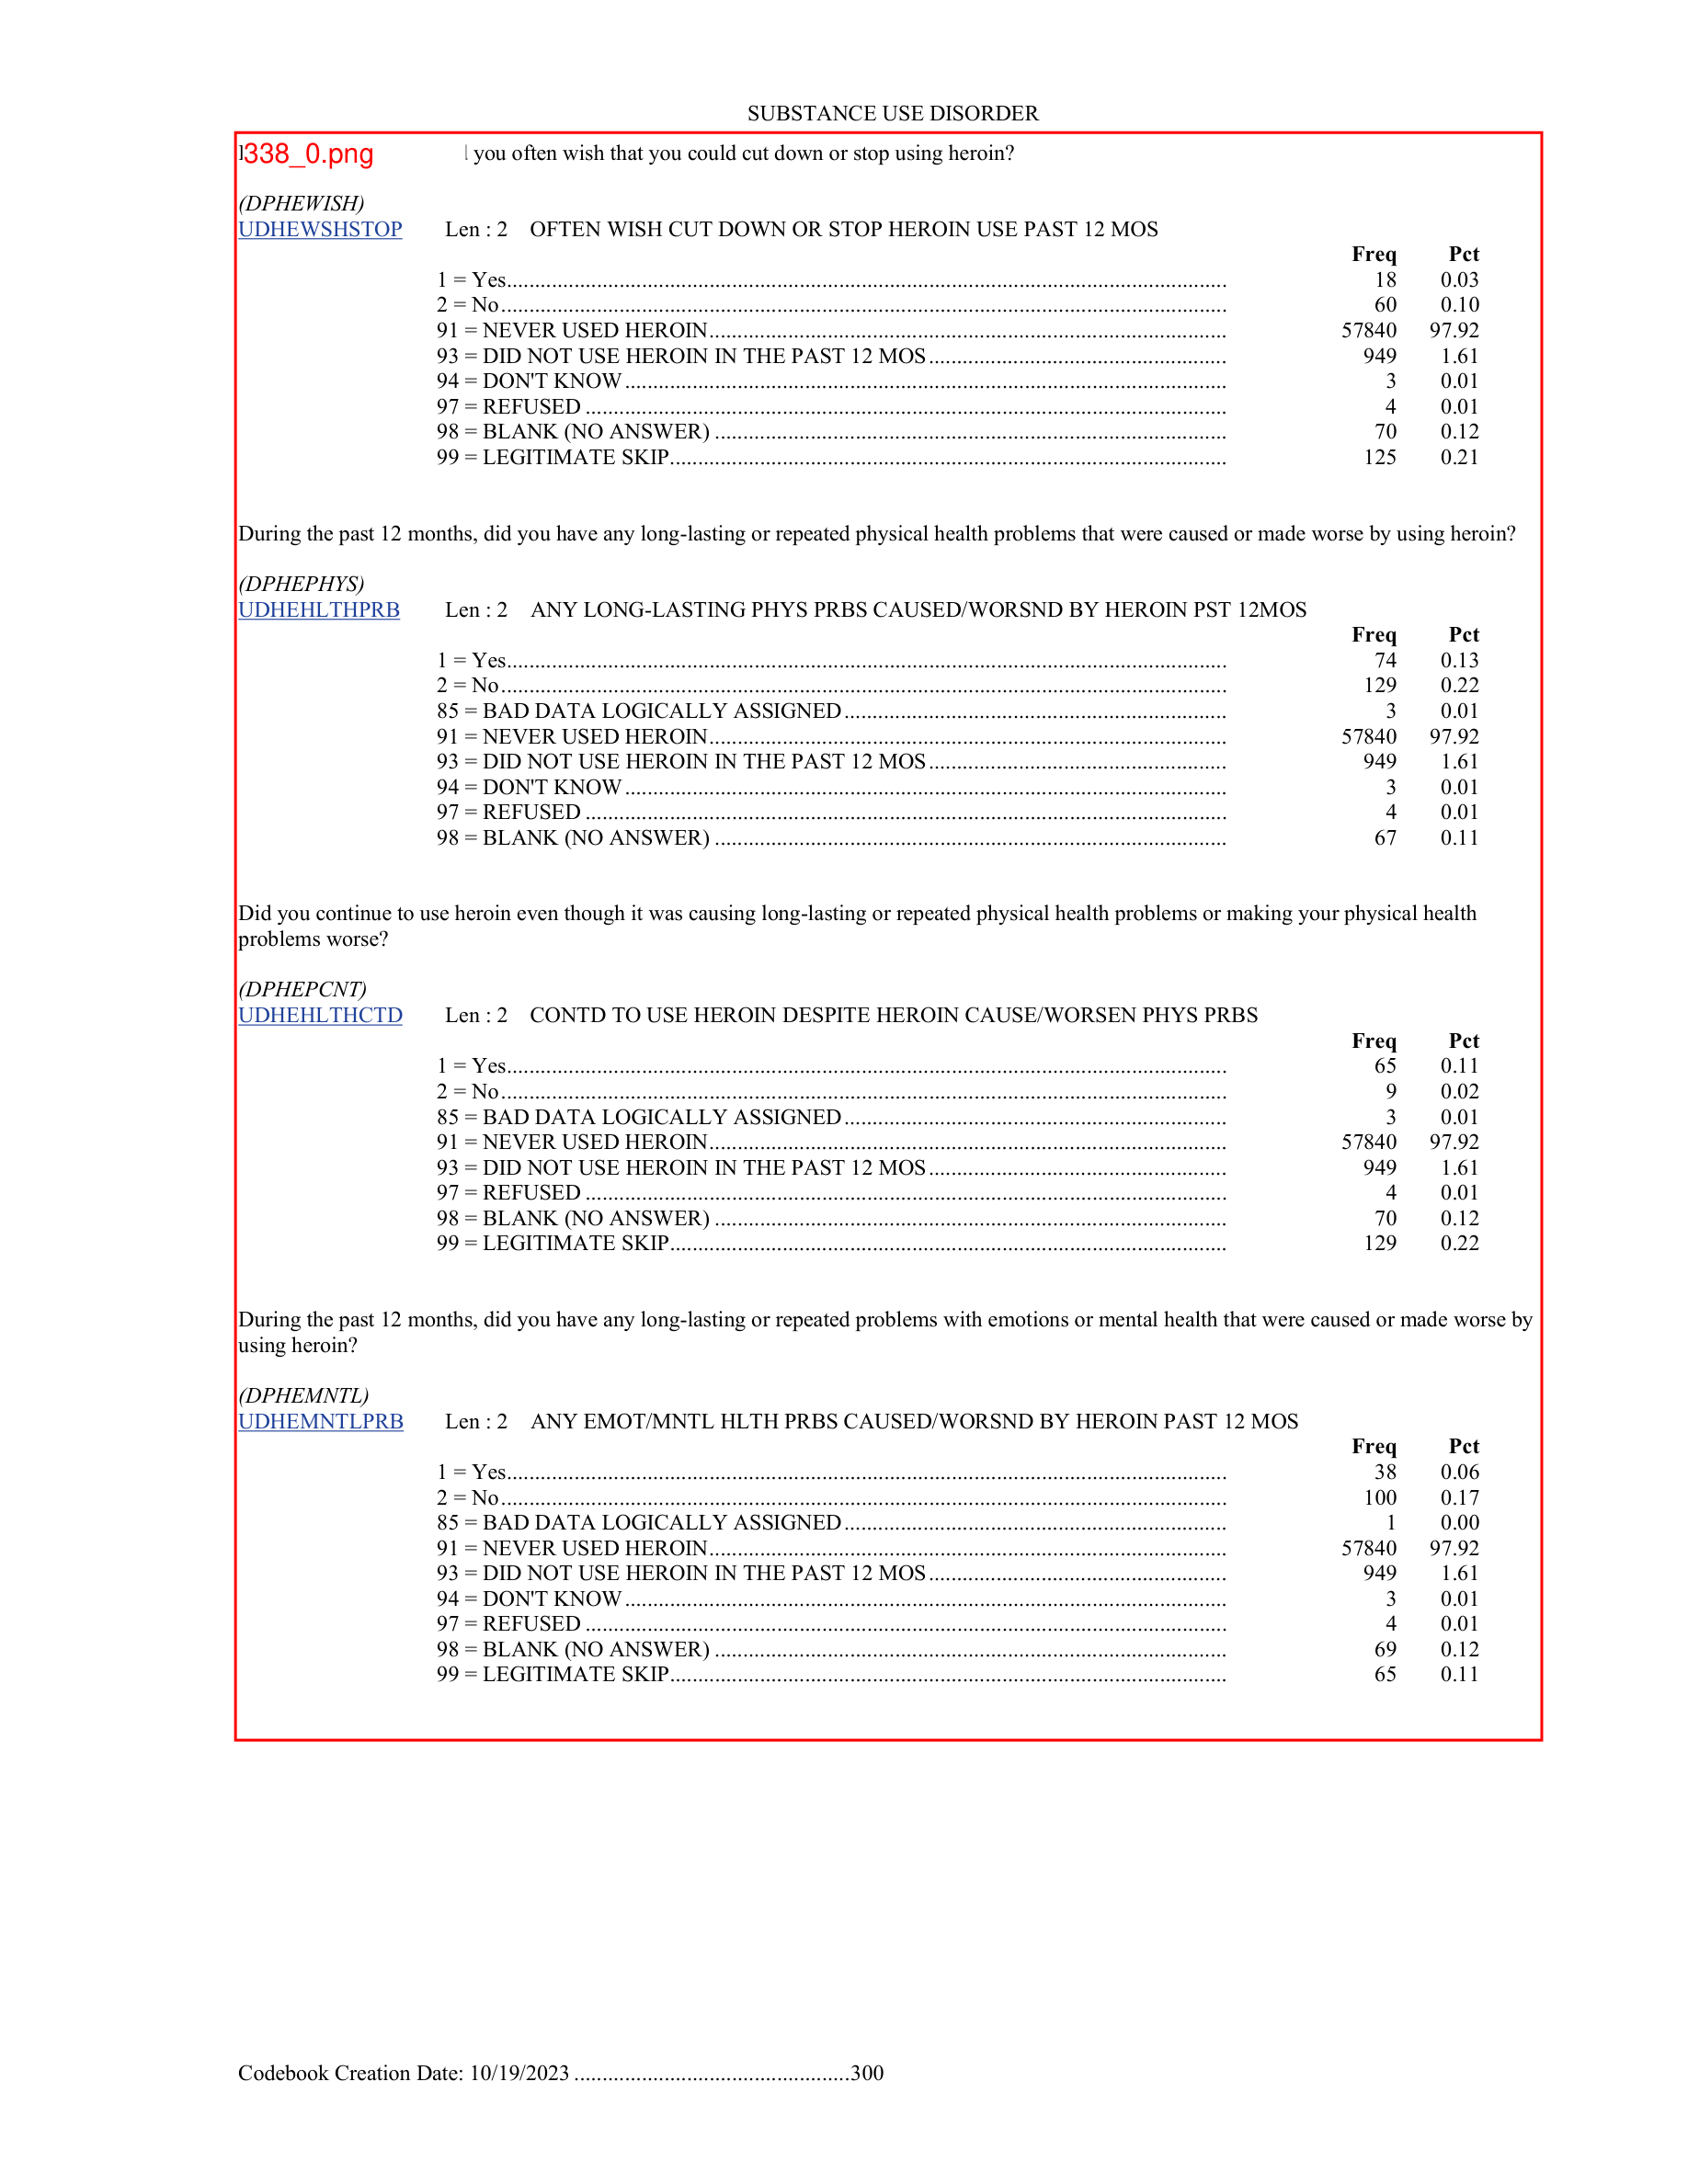 SUBSTANCE USE DISORDER
338_0.png you often wish that you could cut down or stop using heroin?
(DPHEWISH)
UDHEWSHSTOP Len : 2 OFTEN WISH CUT DOWN OR STOP HEROIN USE PAST 12 MOS
Freq Pct
1 = Yes 18 0.03
2 = No 60 0.10
91 = NEVER USED HEROIN 57840 97.92
93 = DID NOT USE HEROIN IN THE PAST 12 MOS 949 1.61
94 = DON'T KNOW 3 0.01
97 = REFUSED 4 0.01
98 = BLANK (NO ANSWER) 70 0.12
99 = LEGITIMATE SKIP 125 0.21
During the past 12 months, did you have any long-lasting or repeated physical health problems that were caused or made worse by using heroin?
(DPHEPHYS)
UDHEHLTHPRB Len : 2 ANY LONG-LASTING PHYS PRBS CAUSED/WORSND BY HEROIN PST 12MOS
Freq Pct
1 = Yes 74 0.13
2 = No 129 0.22
85 = BAD DATA LOGICALLY ASSIGNED 3 0.01
91 = NEVER USED HEROIN 57840 97.92
93 = DID NOT USE HEROIN IN THE PAST 12 MOS 949 1.61
94 = DON'T KNOW 3 0.01
97 = REFUSED 4 0.01
98 = BLANK (NO ANSWER) 67 0.11
Did you continue to use heroin even though it was causing long-lasting or repeated physical health problems or making your physical health
problems worse?
(DPHEPCNT)
UDHEHLTHCTD Len : 2 CONTD TO USE HEROIN DESPITE HEROIN CAUSE/WORSEN PHYS PRBS
Freq Pct
1 = Yes 65 0.11
2 = No 9 0.02
85 = BAD DATA LOGICALLY ASSIGNED 3 0.01
91 = NEVER USED HEROIN 57840 97.92
93 = DID NOT USE HEROIN IN THE PAST 12 MOS 949 1.61
97 = REFUSED 4 0.01
98 = BLANK (NO ANSWER) 70 0.12
99 = LEGITIMATE SKIP 129 0.22
During the past 12 months, did you have any long-lasting or repeated problems with emotions or mental health that were caused or made worse by
using heroin?
(DPHEMNTL)
UDHEMNTLPRB Len : 2 ANY EMOT/MNTL HLTH PRBS CAUSED/WORSND BY HEROIN PAST 12 MOS
Freq Pct
1 = Yes 38 0.06
2 = No 100 0.17
85 = BAD DATA LOGICALLY ASSIGNED 1 0.00
91 = NEVER USED HEROIN 57840 97.92
93 = DID NOT USE HEROIN IN THE PAST 12 MOS 949 1.61
94 = DON'T KNOW 3 0.01
97 = REFUSED 4 0.01
98 = BLANK (NO ANSWER) 69 0.12
99 = LEGITIMATE SKIP 65 0.11
Codebook Creation Date: 10/19/2023 300